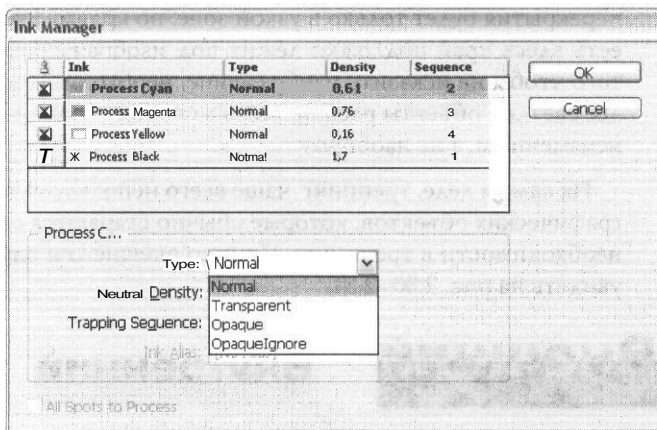 Ink Manager
Ink Type Density Sequence
Process Cyan Normal 0,61 2
Process Magenta Normal 0,76 3
Process Yellow Normal 0,16 4
T Process Black Notma! 1,7 1
OK
Cancel
Process C...
Type: \ Normal
Neutral Density:
Trapping Sequence:
Ink Alias:
Normal
Transparent
Opaque
OpaqueIgnore
All Spots to Process